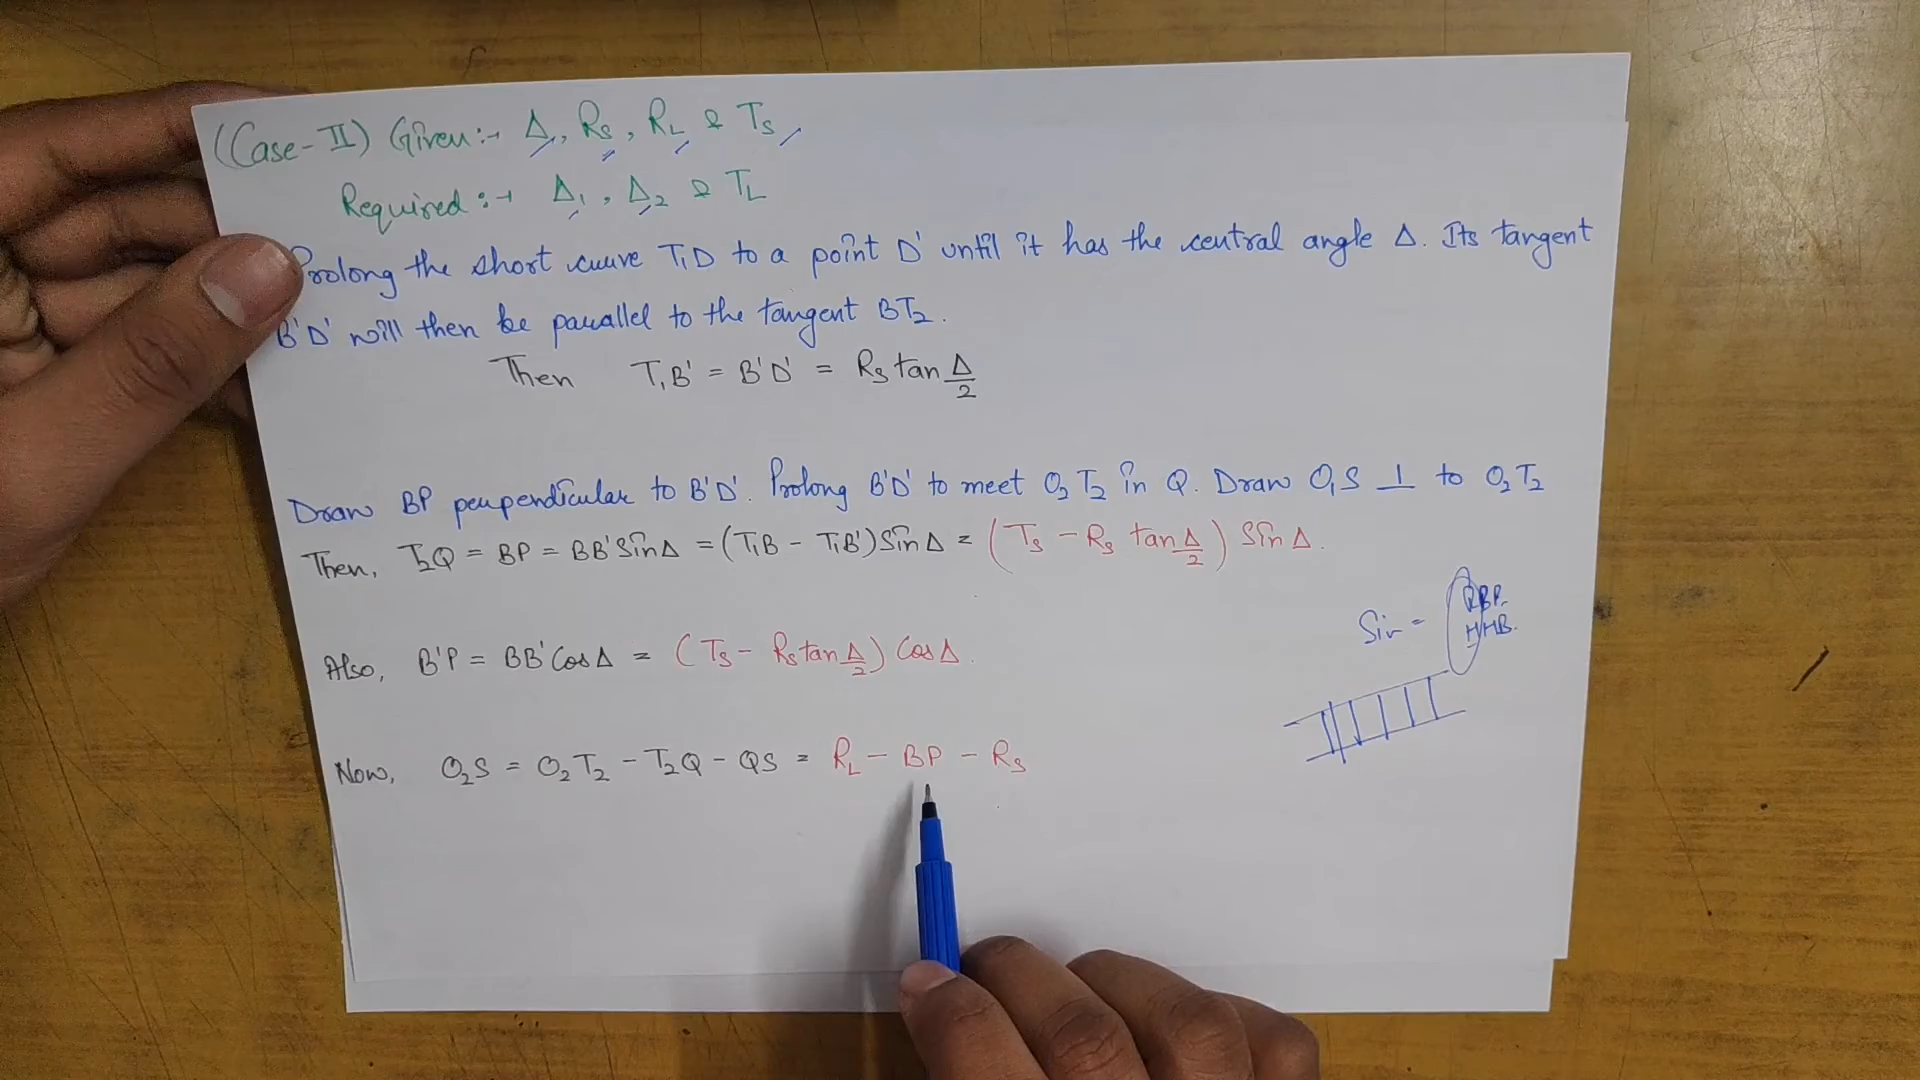 (Case-II) Given:→ Δ, Rs, RL & Ts
Required:→ Δ1, Δ2 & TL
Prolong the short curve T1D to a point D' until it has the central angle Δ. Its tangent
B'D' will then be parallel to the tangent BT2.
Then T1B' = B'D' = Rs tan Δ/2
Draw BP perpendicular to B'D'. Prolong B'D' to meet O2T2 in Q. Draw O1S ⊥ to O2T2
Then, T2Q = BP = BB'SinΔ = (T1B - T1B')SinΔ = (Ts - Rs tan Δ/2) Sin Δ.
Sin =
Also, B'P = BB'CosΔ = (Ts - Rs tan Δ/2) Cos Δ.
Now, O2S = O2T2 - T2Q - QS = RL - BP - Rs